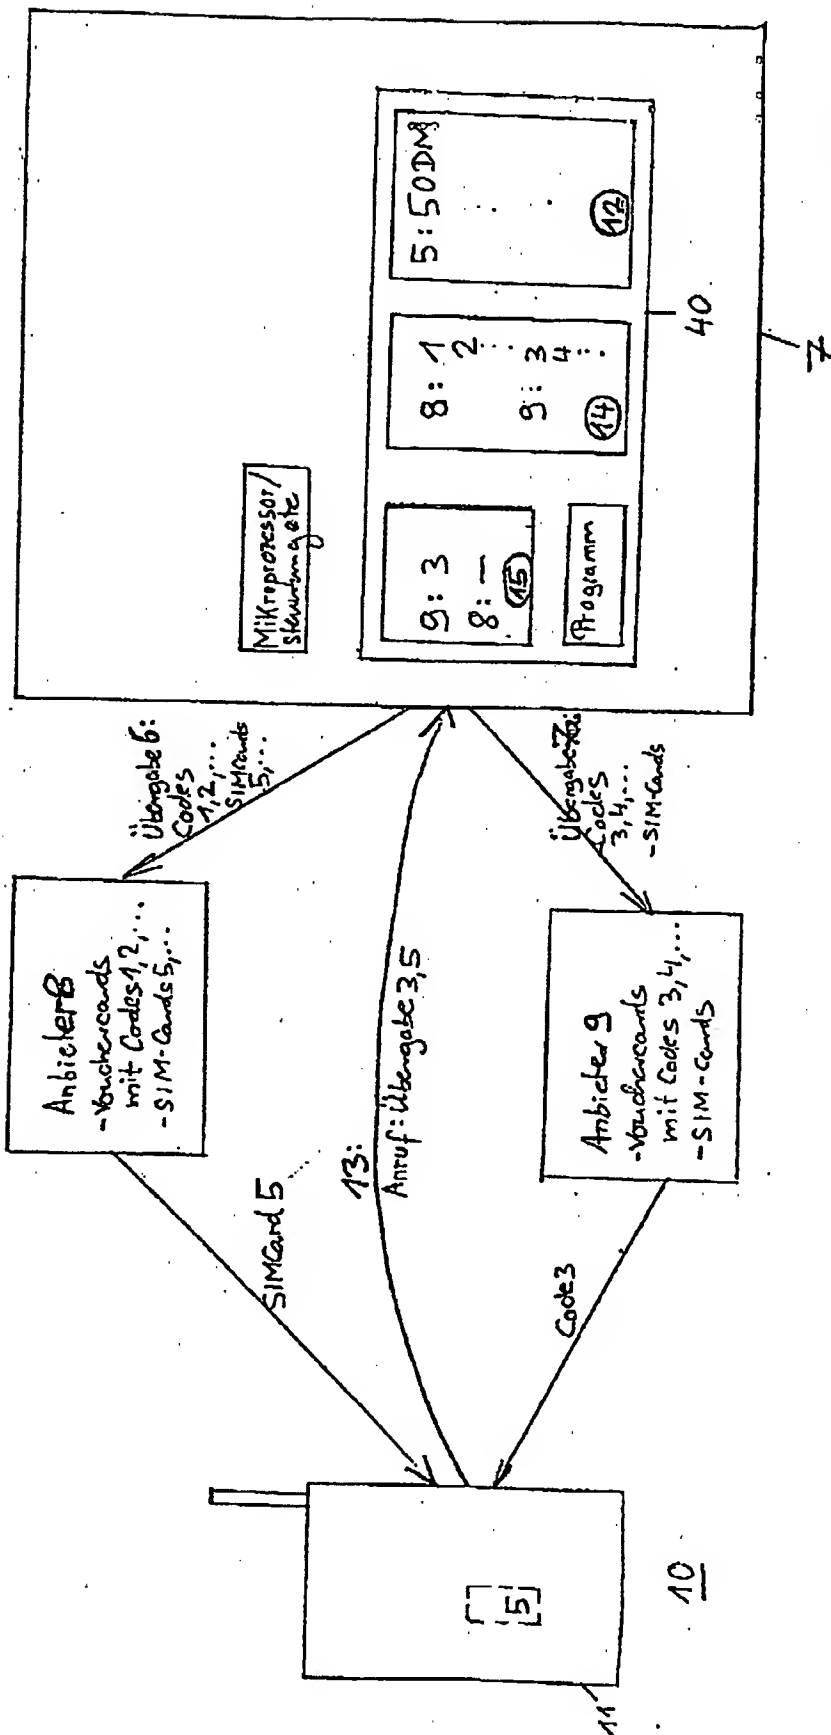 11
10
5
SIMCard 5
13:
Anruf: Übergabe 3,5
Code3
Anbieter 8
-Vouchercards
mit Codes 1, 2, ...
-SIM-Cards 5, ...
Anbieter 9
-Vouchercards
mit Codes 3, 4, ...
-SIM-Cards
Übergabe 6:
Codes
1, 2, ...
SIMCards
5, ...
Codes
3, 4, ...
-SIM-Cards
Mikroprozessor/
9:3
8:—
15
Programm
8:1
2
9:3
4
14
5:50DM
12
40
7